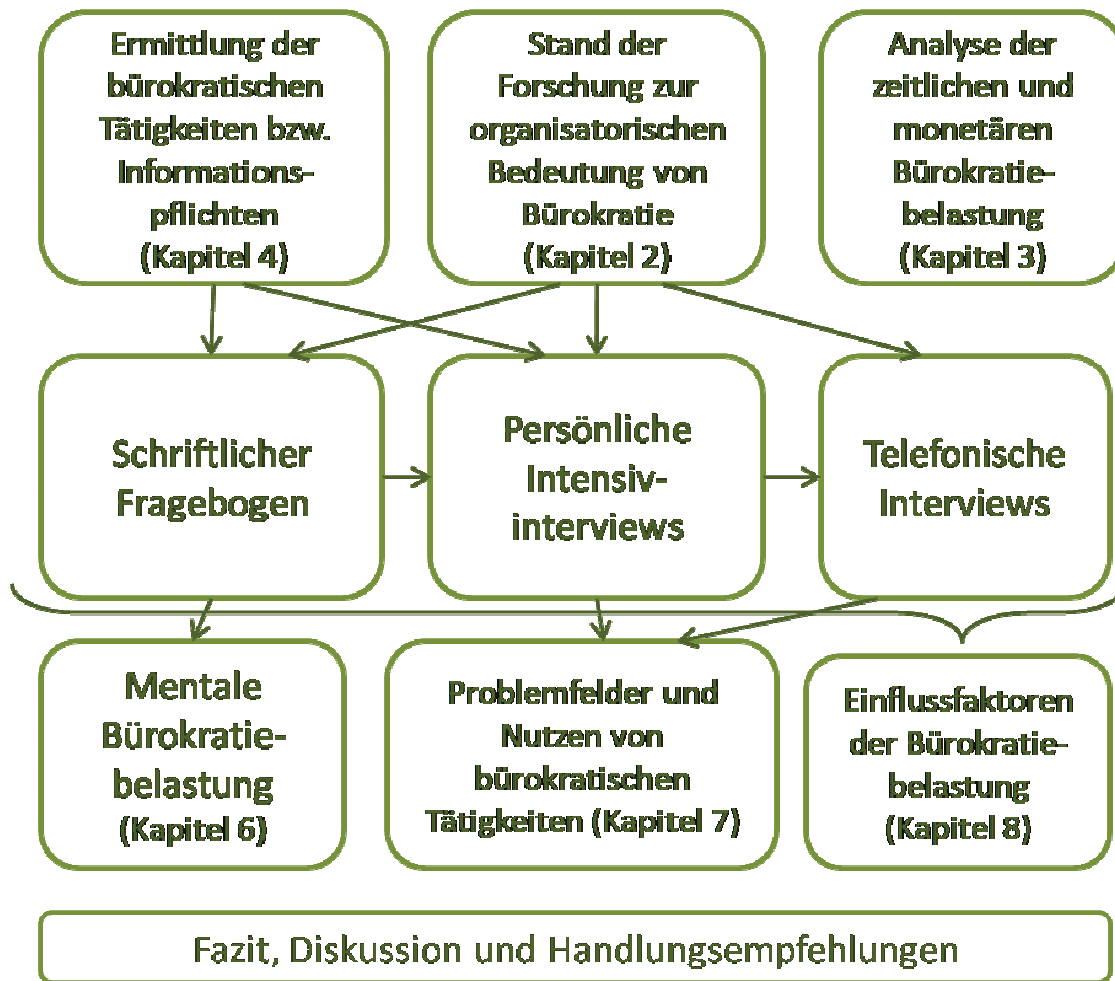 Ermittlung der
bürokratischen
Tätigkeiten bzw.
Informations-
pflichten
(Kapitel 4)
Stand der
Forschung zur
organisatorischen
Bedeutung von
Bürokratie
(Kapitel 2)
Analyse der
zeitlichen und
monetären
Bürokratie-
belastung
(Kapitel 3)
Schriftlicher
Fragebogen
Persönliche
Intensiv-
interviews
Telefonische
Interviews
Mentale
Bürokratie-
belastung
(Kapitel 6)
Problemfelder und
Nutzen von
bürokratischen
Tätigkeiten (Kapitel 7)
Einflussfaktoren
der Bürokratie-
belastung
(Kapitel 8)
Fazit, Diskussion und Handlungsempfehlungen